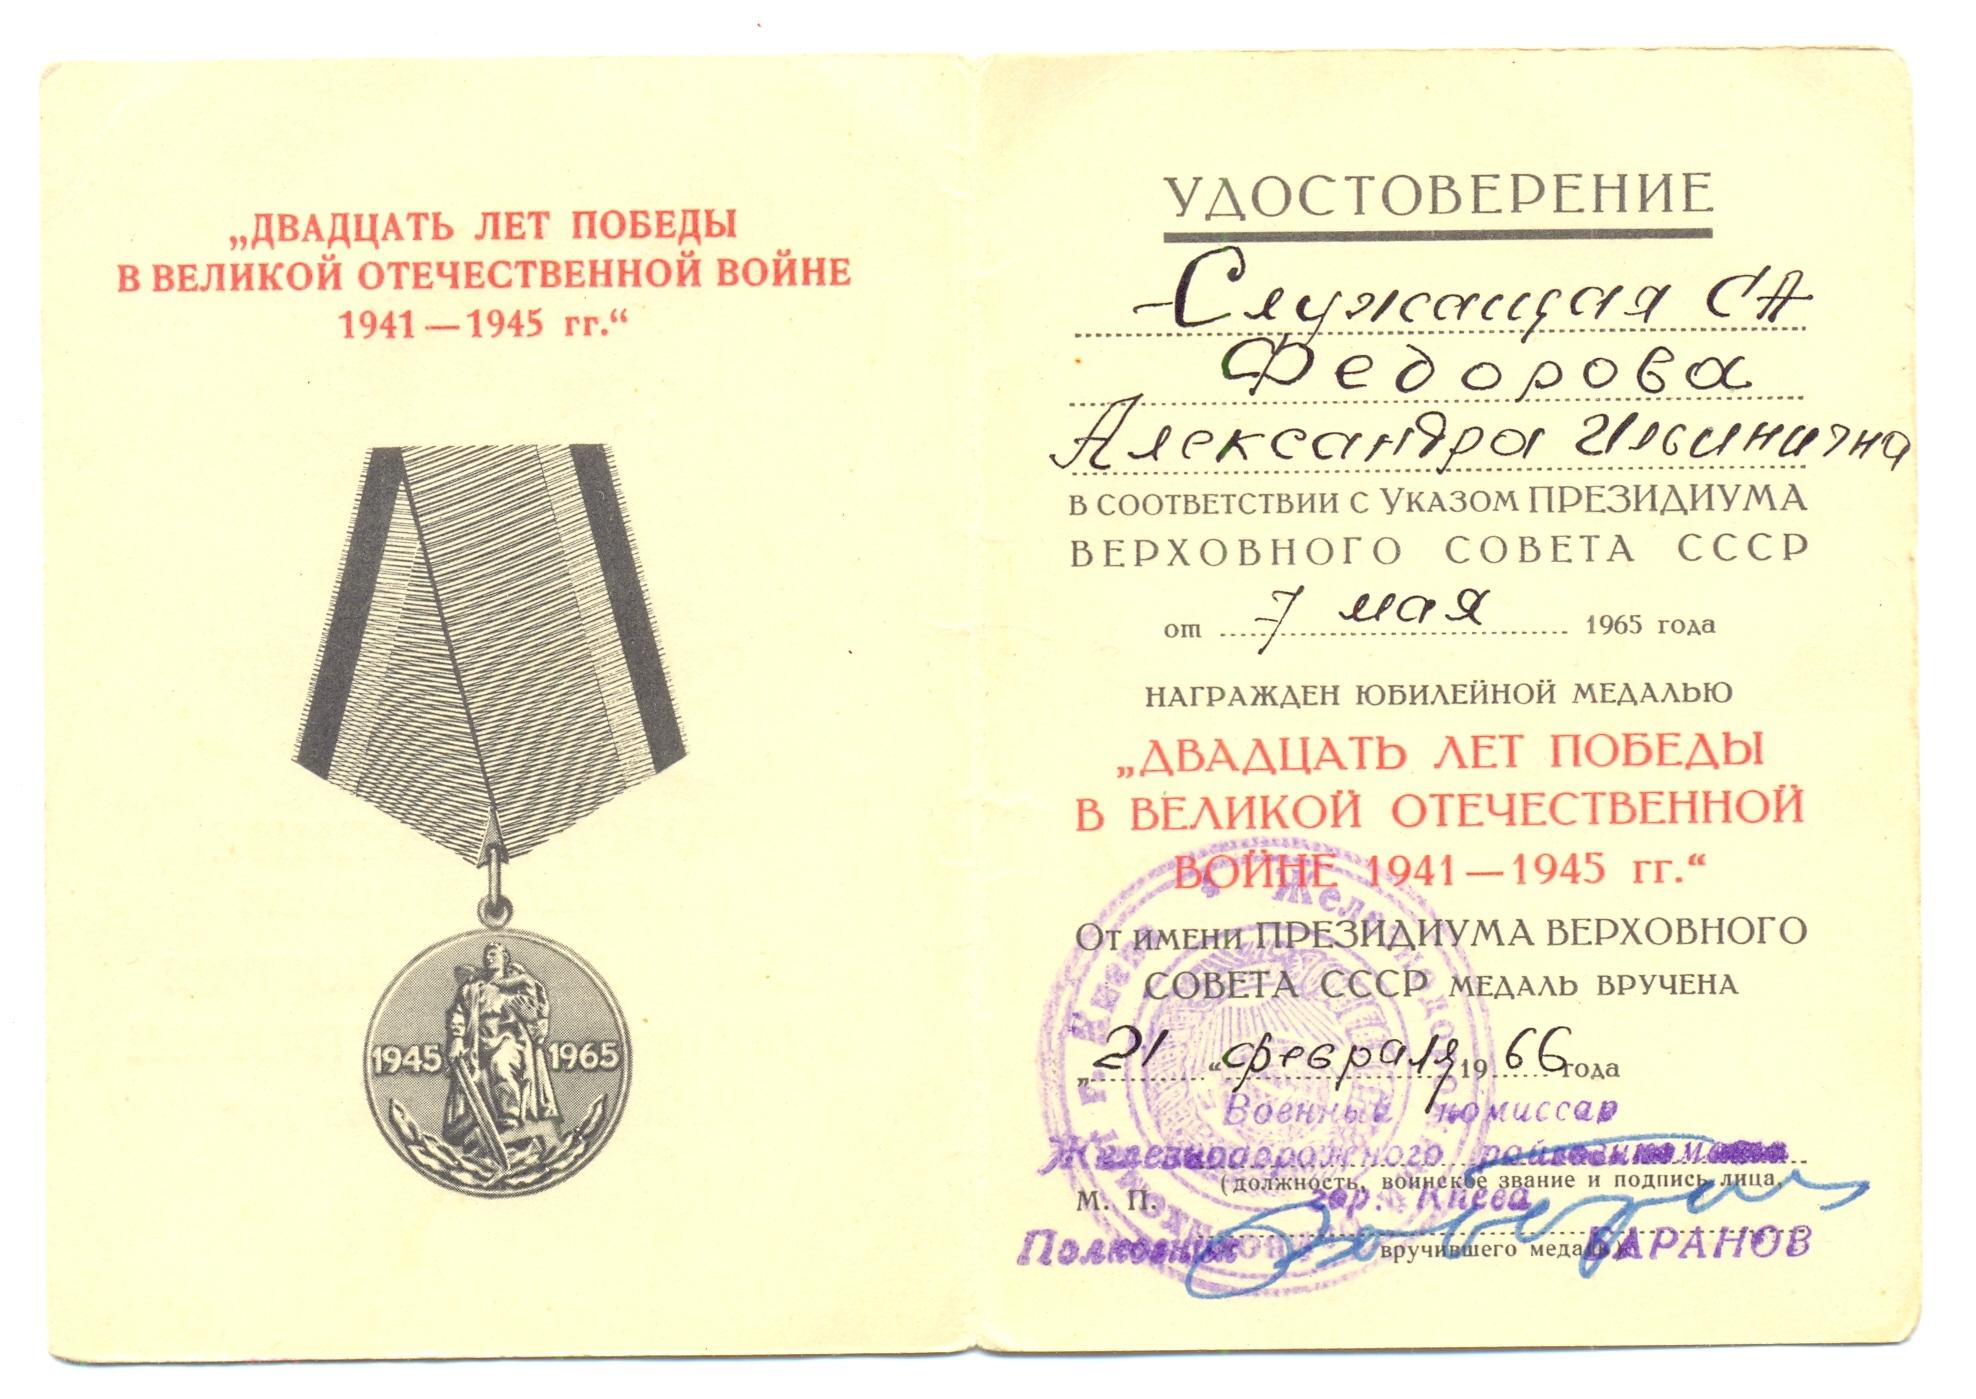 „ДВАДЦАТЬ ЛЕТ ПОБЕДЫ
В ВЕЛИКОЙ ОТЕЧЕСТВЕННОЙ ВОЙНЕ
1941—1945 гг.“
1945 1965
УДОСТОВЕРЕНИЕ
Служащая СА
Федорова
Александра Ильинична
В СООТВЕТСТВИИ С УКАЗОМ ПРЕЗИДИУМА
ВЕРХОВНОГО СОВЕТА СССР
от 7 мая 1965 года
НАГРАЖДЕН ЮБИЛЕЙНОЙ МЕДАЛЬЮ
„ДВАДЦАТЬ ЛЕТ ПОБЕДЫ
В ВЕЛИКОЙ ОТЕЧЕСТВЕННОЙ
ВОЙНЕ 1941—1945 гг.“
ОТ ИМЕНИ ПРЕЗИДИУМА ВЕРХОВНОГО
СОВЕТА СССР МЕДАЛЬ ВРУЧЕНА
„21“ февраля 1966 года
Военный комиссар
Железнодорожного райвоенкомата
(должность, воинское звание и подпись лица,
М. П. гор. Киева
вручившего медаль)
Полковник БАРАНОВ